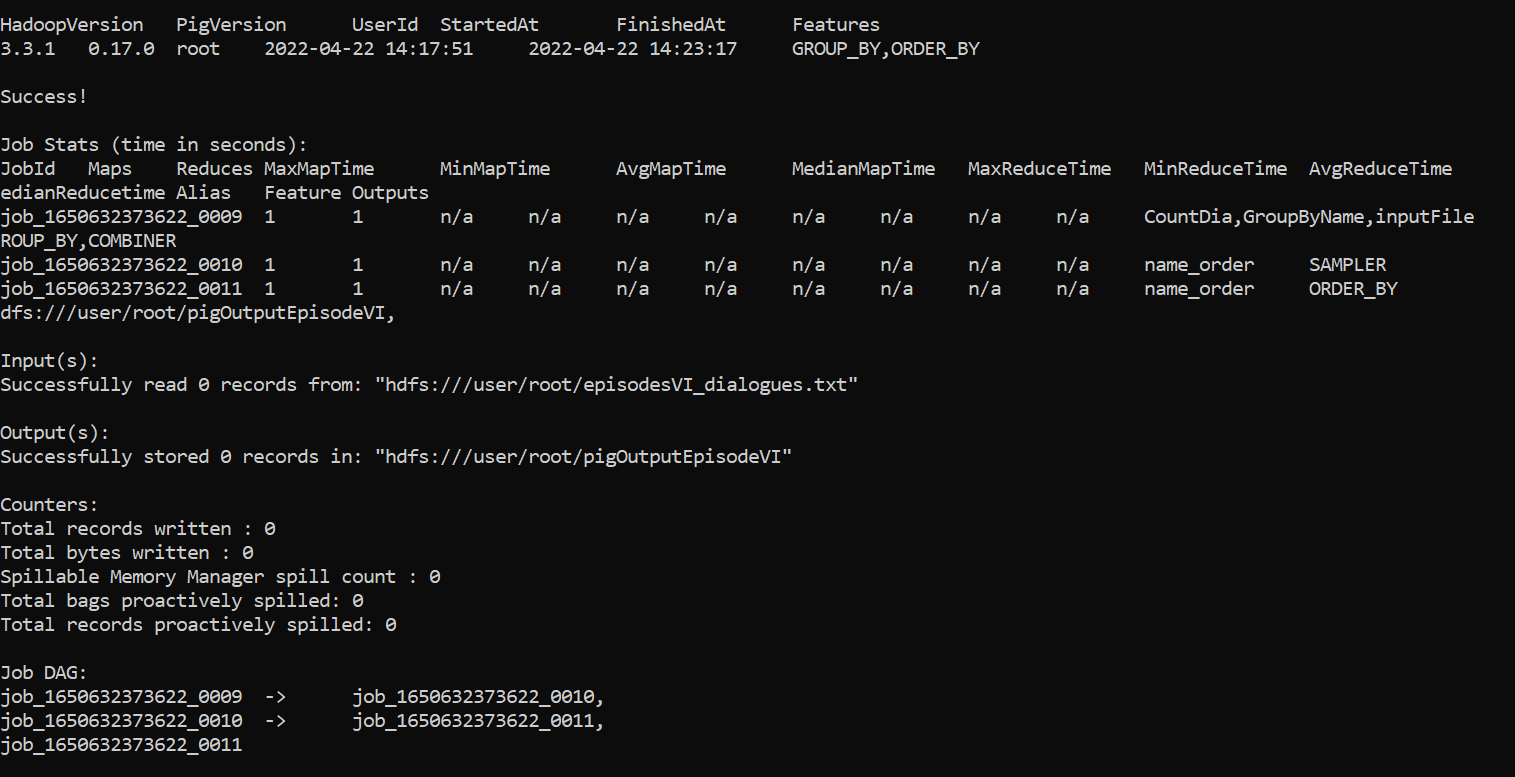 HadoopVersion   PigVersion      UserId  StartedAt       FinishedAt      Features
3.3.1   0.17.0  root    2022-04-22 14:17:51     2022-04-22 14:23:17     GROUP_BY,ORDER_BY
Success!
Job Stats (time in seconds):
JobId   Maps    Reduces MaxMapTime      MinMapTime      AvgMapTime      MedianMapTime   MaxReduceTime   MinReduceTime  AvgReduceTime
edianReducetime Alias   Feature Outputs
job_1650632373622_0009  1       1       n/a     n/a     n/a     n/a     n/a     n/a     n/a     n/a     CountDia,GroupByName,inputFile
ROUP_BY,COMBINER
job_1650632373622_0010  1       1       n/a     n/a     n/a     n/a     n/a     n/a     n/a     n/a     name_order     SAMPLER
job_1650632373622_0011  1       1       n/a     n/a     n/a     n/a     n/a     n/a     n/a     n/a     name_order     ORDER_BY
dfs:///user/root/pigOutputEpisodeVI,
Input(s):
Successfully read 0 records from: "hdfs:///user/root/episodesVI_dialogues.txt"
Output(s):
Successfully stored 0 records in: "hdfs:///user/root/pigOutputEpisodeVI"
Counters:
Total records written : 0
Total bytes written : 0
Spillable Memory Manager spill count : 0
Total bags proactively spilled: 0
Total records proactively spilled: 0
Job DAG:
job_1650632373622_0009  ->      job_1650632373622_0010,
job_1650632373622_0010  ->      job_1650632373622_0011,
job_1650632373622_0011